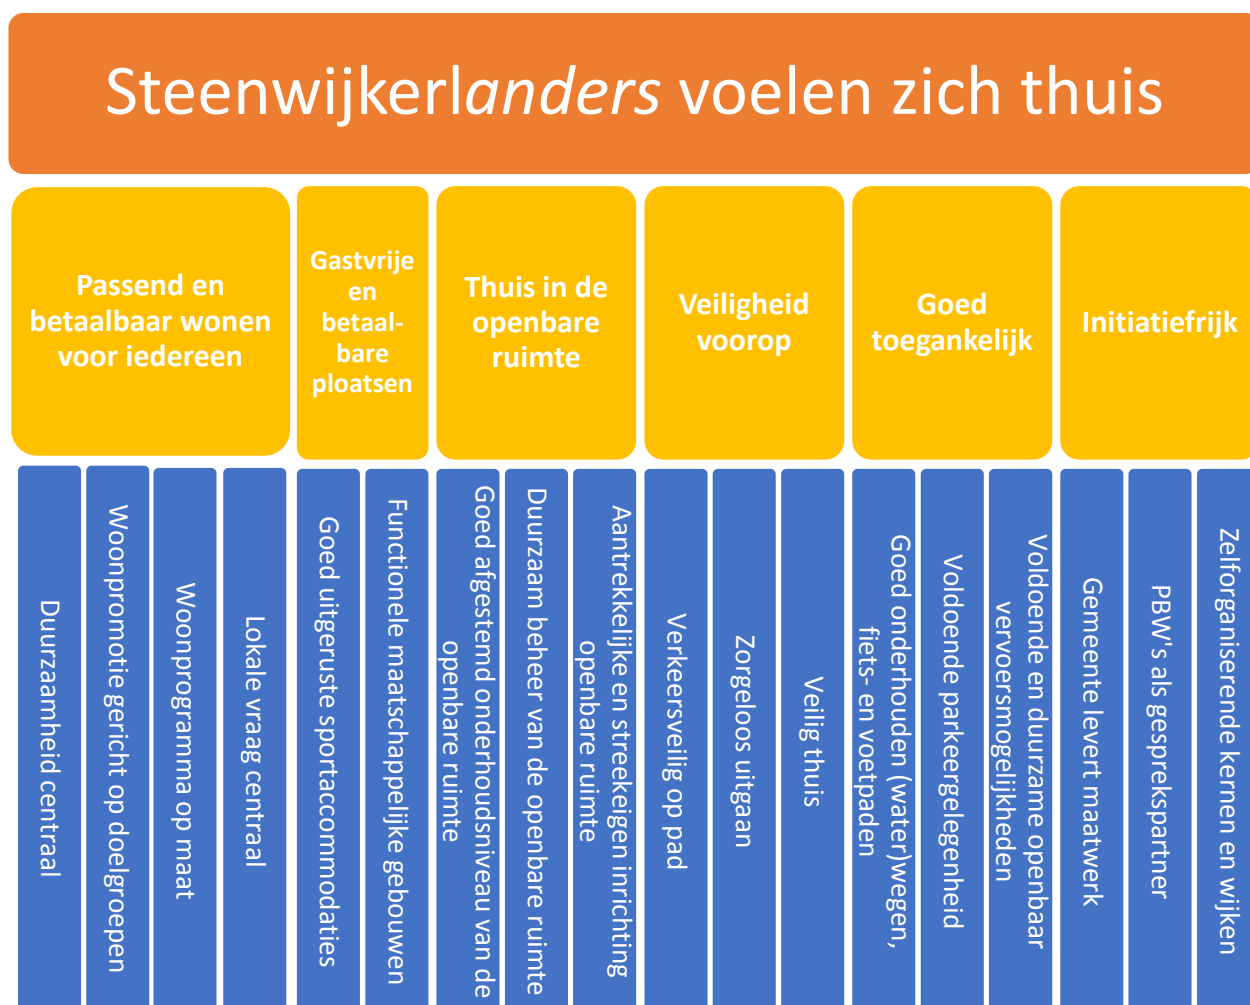 Steenwijkerlanders voelen zich thuis
Passend en
betaalbaar wonen
voor iedereen
Gastvrije
en
betaal-
bare
ploatsen
Thuis in de
openbare
ruimte
Veiligheid
voorop
Goed
toegankelijk
Initiatiefrijk
Duurzaamheid centraal
Woonpromotie gericht op doelgroepen
Woonprogramma op maat
Lokale vraag centraal
Goed uitgeruste sportaccommodaties
Functionele maatschappelijke gebouwen
Goed afgestemd onderhoudsniveau van de
openbare ruimte
Duurzaam beheer van de openbare ruimte
Aantrekkelijke en streekeigen inrichting
openbare ruimte
Verkeersveilig op pad
Zorgeloos uitgaan
Veilig thuis
Goed onderhouden (water)wegen,
fiets- en voetpaden
Voldoende parkeergelegenheid
Voldoende en duurzame openbaar
vervoersmogelijkheden
Gemeente levert maatwerk
PBW's als gesprekspartner
Zelforganiserende kernen en wijken